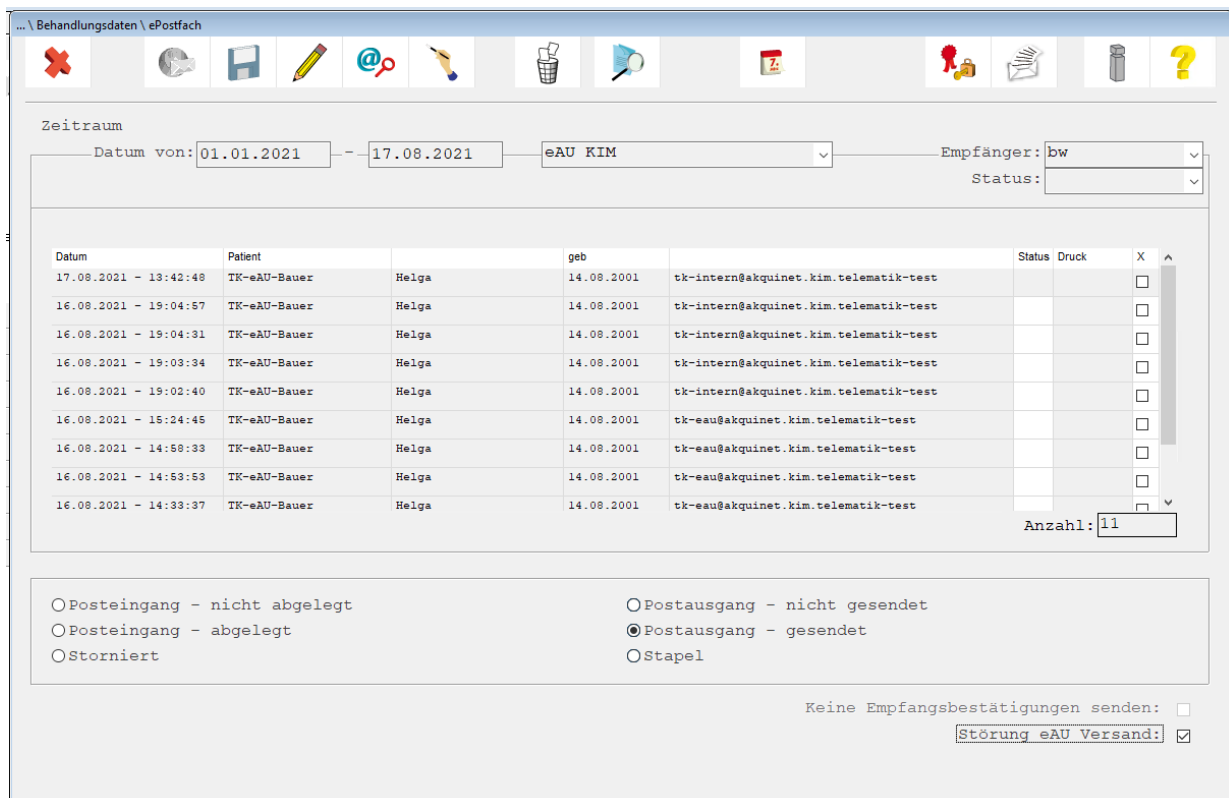 ... \ Behandlungsdaten \ ePostfach
@
7.
?
Zeitraum
Datum von: 01.01.2021 - 17.08.2021 eAU KIM Empfänger: bw
Status:
Datum Patient geb Status Druck X
17.08.2021 - 13:42:48 TK-eAU-Bauer Helga 14.08.2001 tk-intern@akquinet.kim.telematik-test
16.08.2021 - 19:04:57 TK-eAU-Bauer Helga 14.08.2001 tk-intern@akquinet.kim.telematik-test
16.08.2021 - 19:04:31 TK-eAU-Bauer Helga 14.08.2001 tk-intern@akquinet.kim.telematik-test
16.08.2021 - 19:03:34 TK-eAU-Bauer Helga 14.08.2001 tk-intern@akquinet.kim.telematik-test
16.08.2021 - 19:02:40 TK-eAU-Bauer Helga 14.08.2001 tk-intern@akquinet.kim.telematik-test
16.08.2021 - 15:24:45 TK-eAU-Bauer Helga 14.08.2001 tk-eau@akquinet.kim.telematik-test
16.08.2021 - 14:58:33 TK-eAU-Bauer Helga 14.08.2001 tk-eau@akquinet.kim.telematik-test
16.08.2021 - 14:53:53 TK-eAU-Bauer Helga 14.08.2001 tk-eau@akquinet.kim.telematik-test
16.08.2021 - 14:33:37 TK-eAU-Bauer Helga 14.08.2001 tk-eau@akquinet.kim.telematik-test
Anzahl: 11
Posteingang - nicht abgelegt
Posteingang - abgelegt
Storniert
Postausgang - nicht gesendet
Postausgang - gesendet
Stapel
Keine Empfangsbestätigungen senden:
Störung eAU Versand: